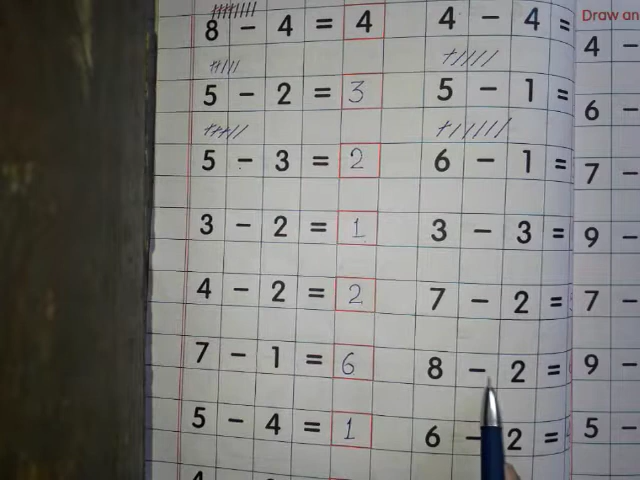 8 - 4 = 4 4 - 4 = Draw an
4 -
5 - 2 = 3 5 - 1 =
6 -
5 - 3 = 2 6 - 1 =
7 -
3 - 2 = 1 3 - 3 = 9 -
4 - 2 = 2 7 - 2 = 7 -
7 - 1 = 6 8 - 2 = 9 -
5 - 4 = 1 6 - 2 = 5 -